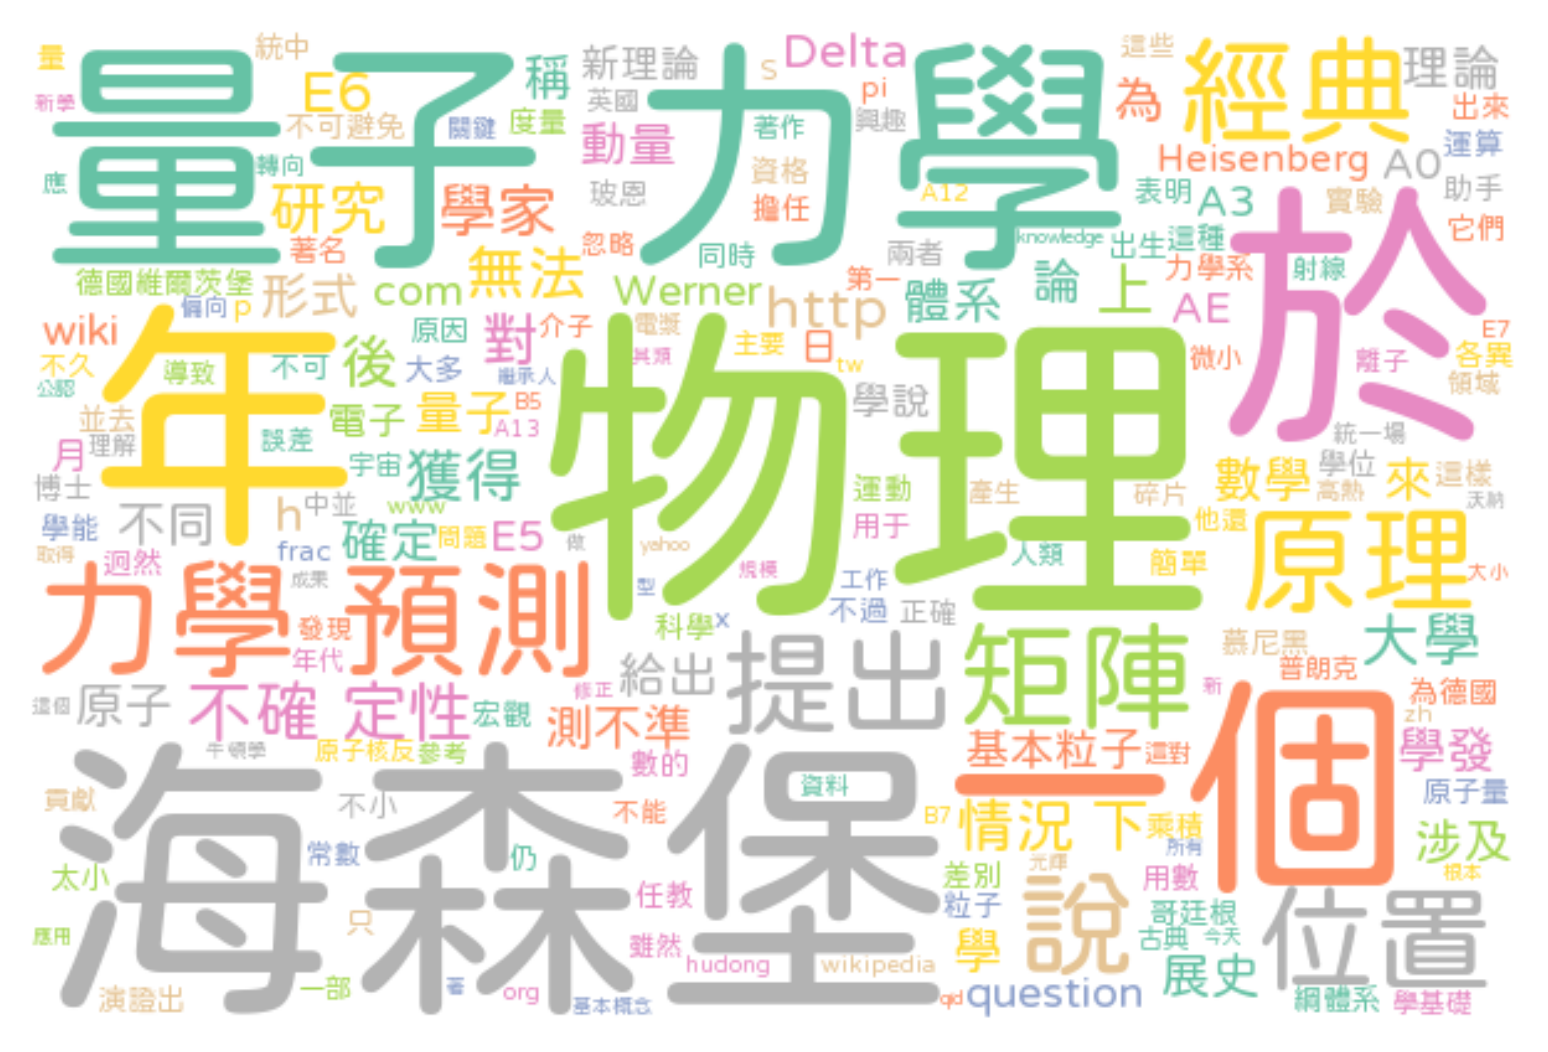 量 統中 E6 稱 新理論 S Delta 這些 經典 理論
量子力學
新學 不可避免 關鍵 度量 英國 pi 興趣 為 出來
轉向 動量 著作 Heisenberg A0 運算
應 研究 學家 玻恩 資格 A12 表明 A3 實驗 助手
著名 忽略 擔任 knowledge 出生 這種 它們
德國維爾茨堡 形式 無法 同時 兩者 論 力學系 射線 於
偏向 p com Werner http 第一 體系 上 AE
wiki 原因 對 介子 電漿 主要 日 E7
不久 導致 不可 後 大多 其類 tw 微小 離子 各異
公認 年 繼承人 物理 領域
並去 電子 量子 B5 學說 統一場
月 理解 誤差 A13
博士 宇宙 獲得 運動 產生 碎片 數學 學位 高熱 來 這樣
學能 不同 h 中並 www 用于 他還 天納
取得 迴然 frac 確定 問題 E5 做 yahoo 人類 簡單 原理
力學 成果 預測 型 規模 工作 大小
發現 科學 x 不過 正確 矩陣 慕尼黑 大學
年代 給出 提出 普朗克
這個 原子 不確 定性 宏觀 修正 測不準 新 為德國
牛頓學 原子核反 參考 數的 基本粒子 這對 zh 學發
貢獻 不小 資料 一 個 原子量
海森堡
常數 不能 B7 情況 下 乘積 涉及
太小 仍 光輝 所有 根本
只 任教 差別 說 用數
應用 雖然 粒子 哥廷根 位置
hudong wikipedia 學 古典 今天
演證出 一部 著 org 基本概念 qid question 展史 綱體系 學基礎